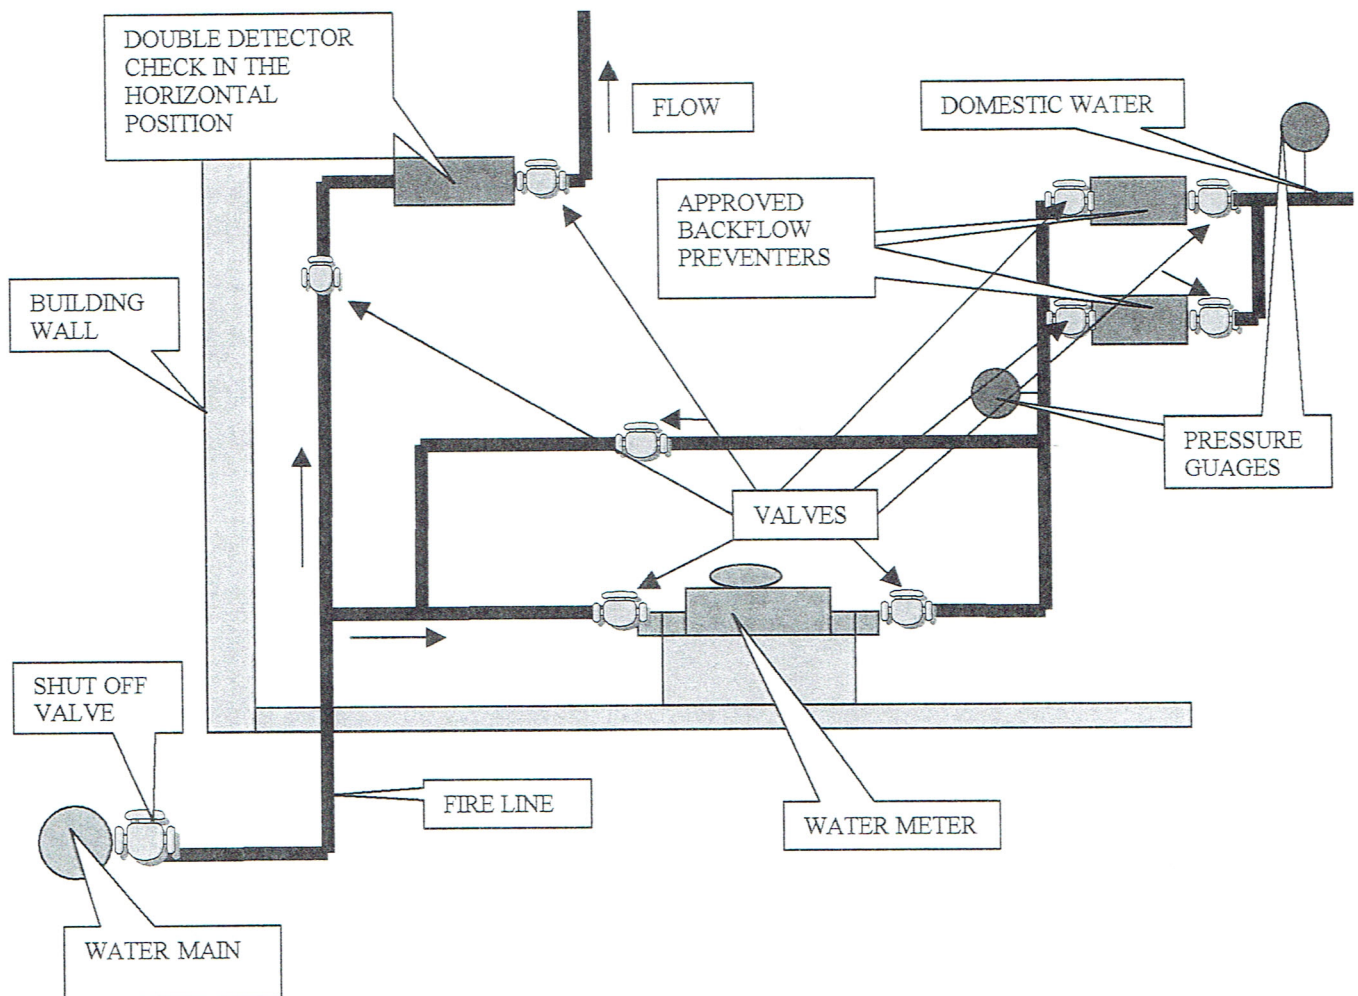 DOUBLE DETECTOR
CHECK IN THE
HORIZONTAL
POSITION
FLOW
DOMESTIC WATER
APPROVED
BACKFLOW
PREVENTERS
BUILDING
WALL
PRESSURE
GUAGES
VALVES
SHUT OFF
VALVE
FIRE LINE
WATER METER
WATER MAIN